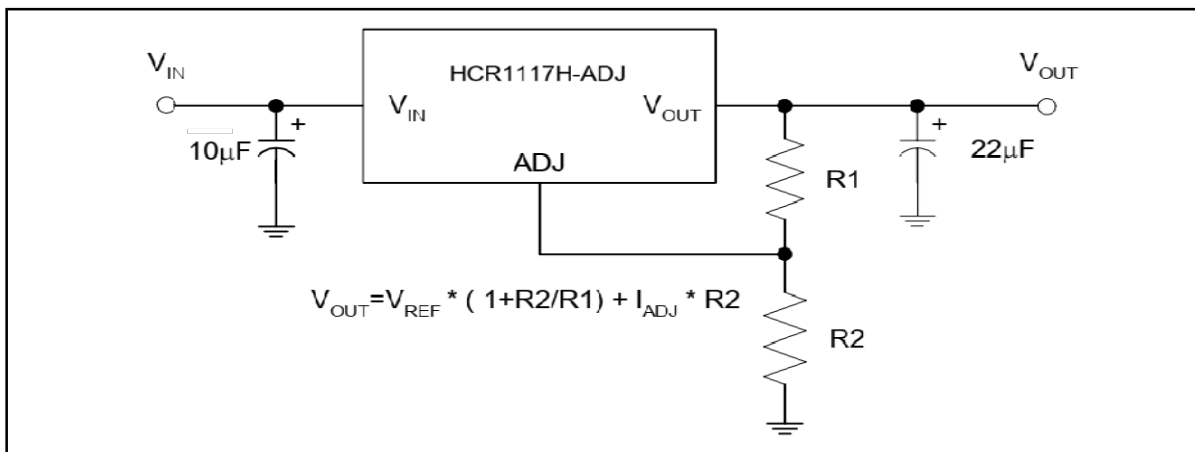 V_IN
HCR1117H-ADJ
V_OUT
V_IN
V_OUT
+
10μF
ADJ
+
22μF
R1
V_OUT=V_REF * ( 1+R2/R1) + I_ADJ * R2
R2